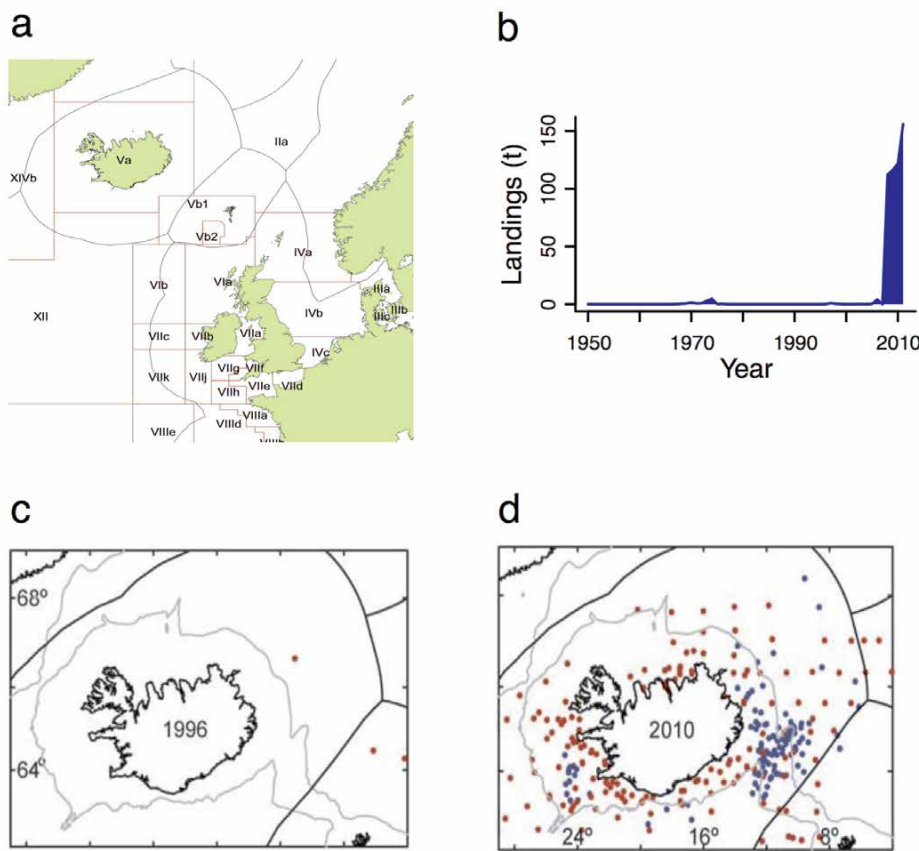 a
IIa
Va
XIVb
Vb1
Vb2
IVa
VIb
VIa
IIIa
IIIb
XII
IVb
IIIc
VIIc
VIIb
VIIa
IVc
VIIk
VIIj
VIIg
VIIf
VIIe
VIId
VIIh
VIIIa
VIIIe
VIIId
b
Landings (t)
150
100
50
0
1950
1970
1990
2010
Year
c
68°
1996
64°
d
2010
24°
16°
8°